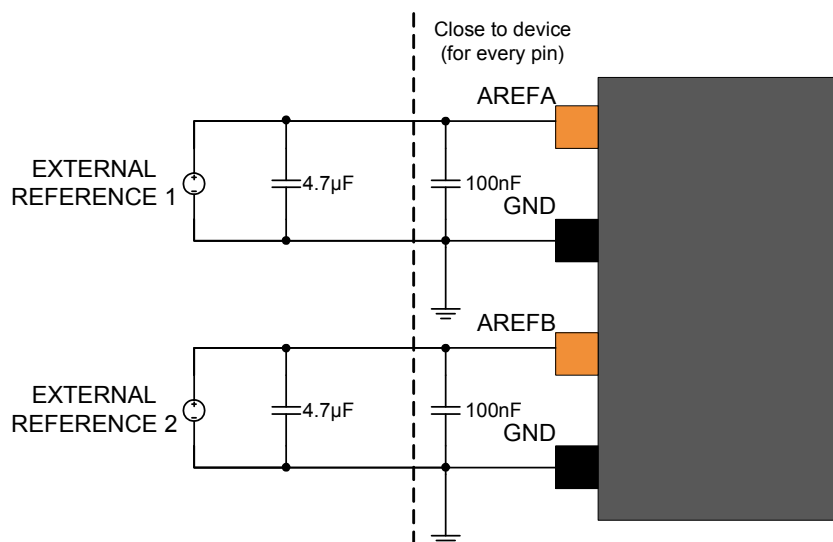 Close to device
(for every pin)
AREFA
EXTERNAL
REFERENCE 1
4.7µF
100nF
GND
AREFB
EXTERNAL
REFERENCE 2
4.7µF
100nF
GND